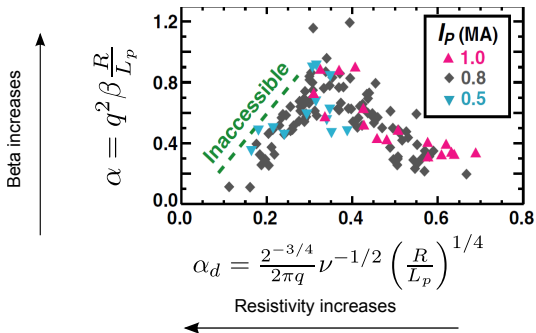 Beta increases
α = q² β R/L_p
1.2
0.8
0.4
0.0
0.0 0.2 0.4 0.6 0.8
Inaccessible
I_P (MA)
1.0
0.8
0.5
α_d = 2^{-3/4}/2πq ν^{-1/2} (R/L_p)^{1/4}
Resistivity increases